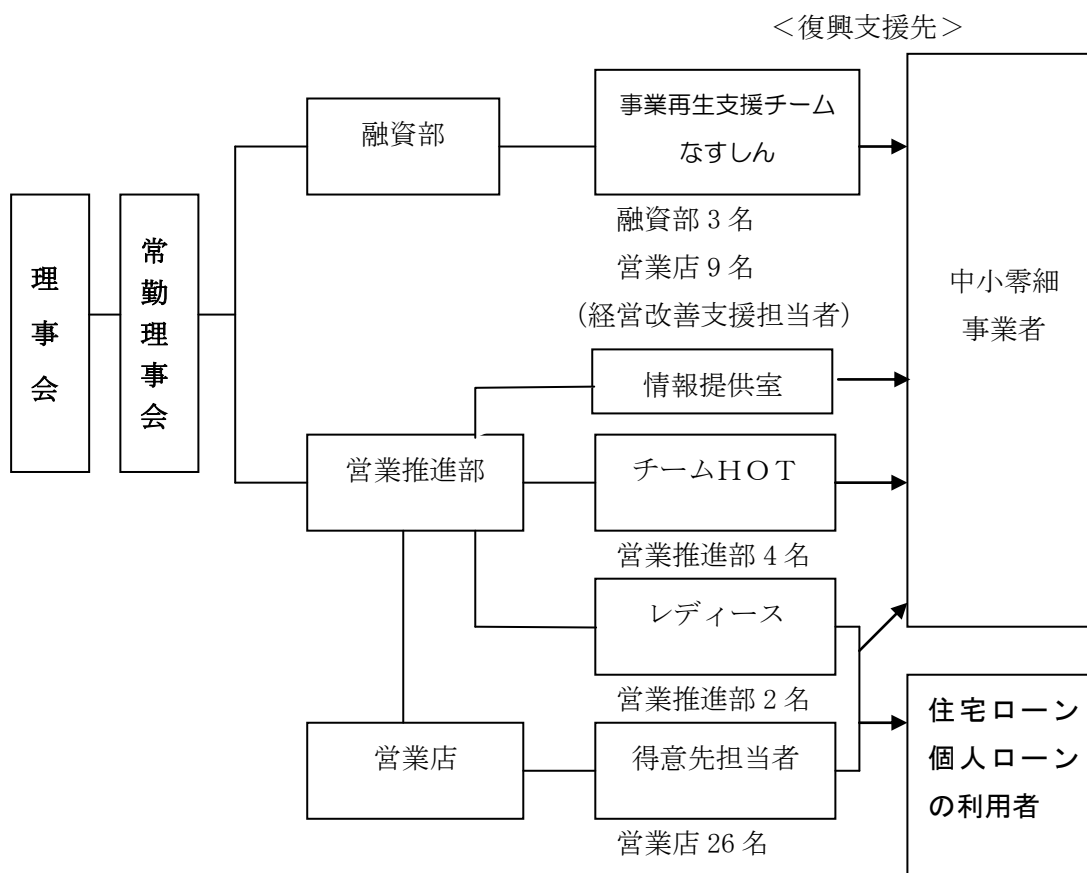 <復興支援先>
理事会
常勤理事会
融資部
事業再生支援チーム
なすしん
融資部 3 名
営業店 9 名
(経営改善支援担当者)
中小零細
事業者
情報提供室
営業推進部
チームHOT
営業推進部 4 名
レディース
営業推進部 2 名
営業店
得意先担当者
営業店 26 名
住宅ローン
個人ローン
の利用者